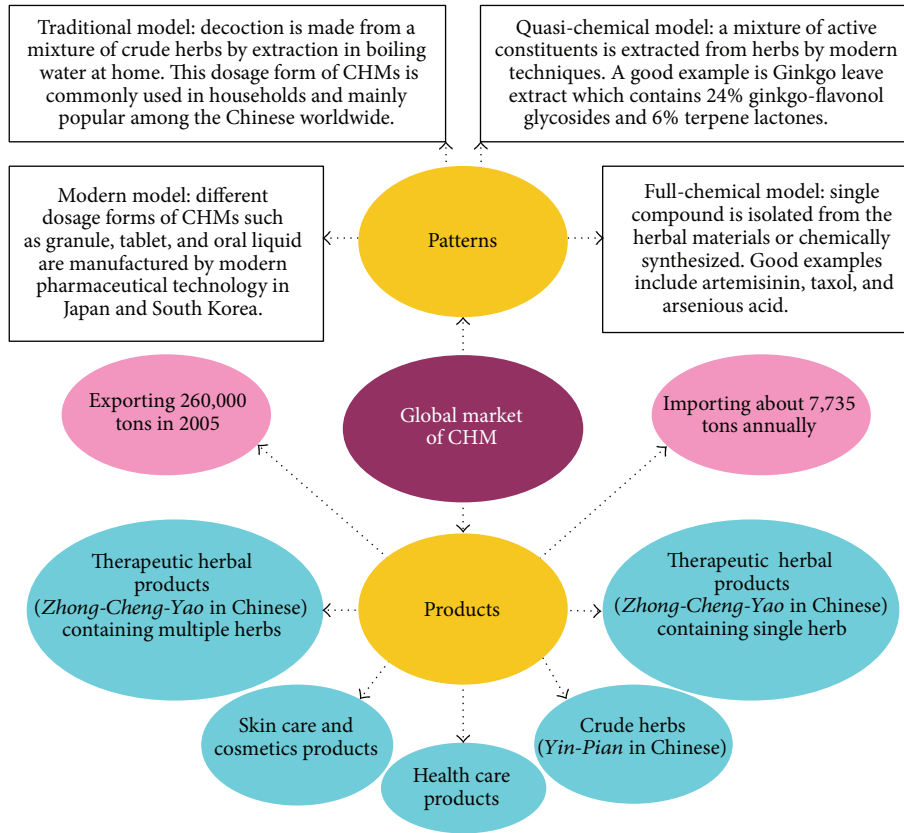 Traditional model: decoction is made from
a mixture of crude herbs by extraction in boiling
water at home. This dosage form of CHMs is
commonly used in households and mainly
popular among the Chinese worldwide.
Quasi-chemical model: a mixture of active
constituents is extracted from herbs by modern
techniques. A good example is Ginkgo leave
extract which contains 24% ginkgo-flavonol
glycosides and 6% terpene lactones.
Modern model: different
dosage forms of CHMs such
as granule, tablet, and oral liquid
are manufactured by modern
pharmaceutical technology in
Japan and South Korea.
Patterns
Full-chemical model: single
compound is isolated from the
herbal materials or chemically
synthesized. Good examples
include artemisinin, taxol, and
arsenious acid.
Exporting 260,000
tons in 2005
Global market
of CHM
Importing about 7,735
tons annually
Therapeutic herbal
products
(Zhong-Cheng-Yao in Chinese)
containing multiple herbs
Products
Therapeutic herbal
products
(Zhong-Cheng-Yao in Chinese)
containing single herb
Skin care and
cosmetics products
Health care
products
Crude herbs
(Yin-Pian in Chinese)